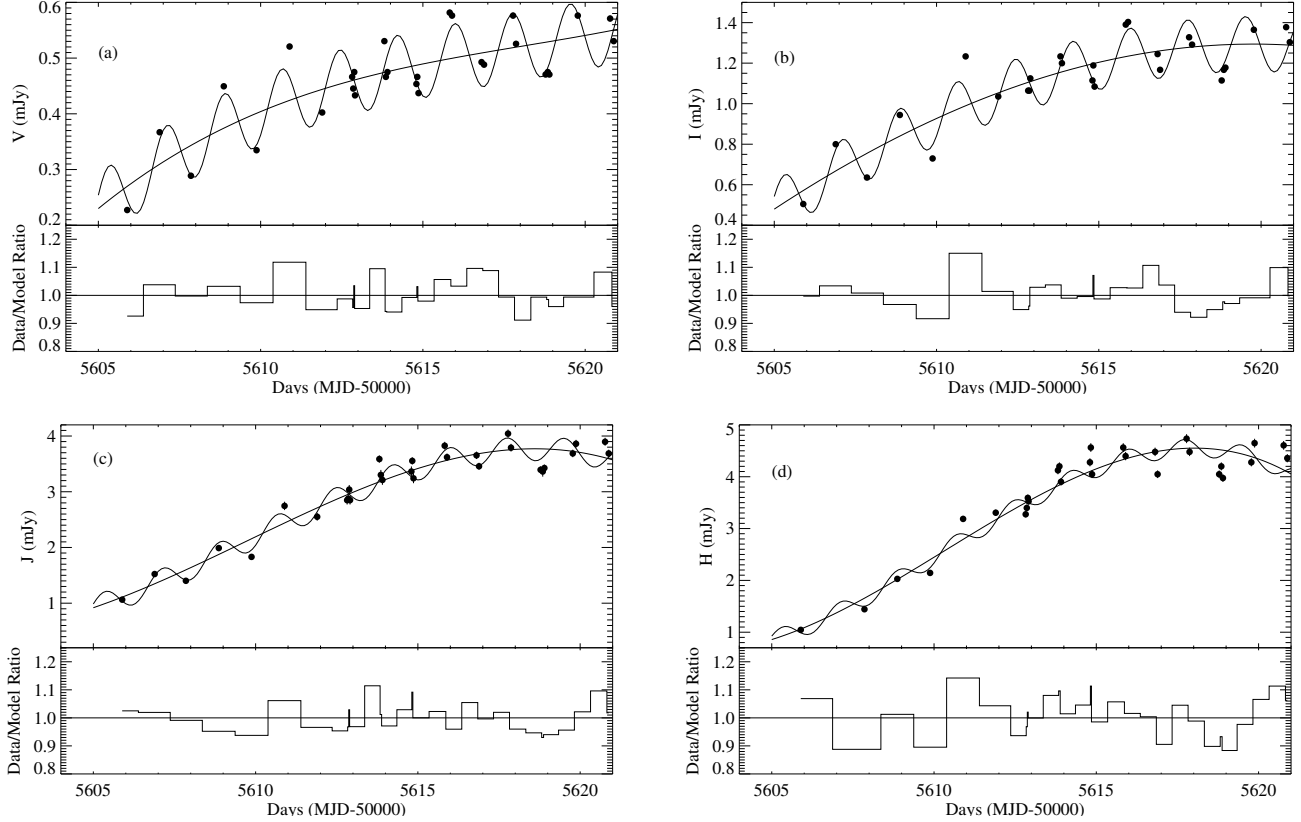 (a)
V (mJy)
0.6
0.5
0.4
0.3
0.2
Data/Model Ratio
1.2
1.1
1.0
0.9
0.8
5605 5610 5615 5620
Days (MJD-50000)
(b)
I (mJy)
1.4
1.2
1.0
0.8
0.6
0.4
Data/Model Ratio
1.2
1.1
1.0
0.9
0.8
5605 5610 5615 5620
Days (MJD-50000)
(c)
J (mJy)
4
3
2
1
Data/Model Ratio
1.2
1.1
1.0
0.9
0.8
5605 5610 5615 5620
Days (MJD-50000)
(d)
H (mJy)
5
4
3
2
1
Data/Model Ratio
1.2
1.1
1.0
0.9
0.8
5605 5610 5615 5620
Days (MJD-50000)